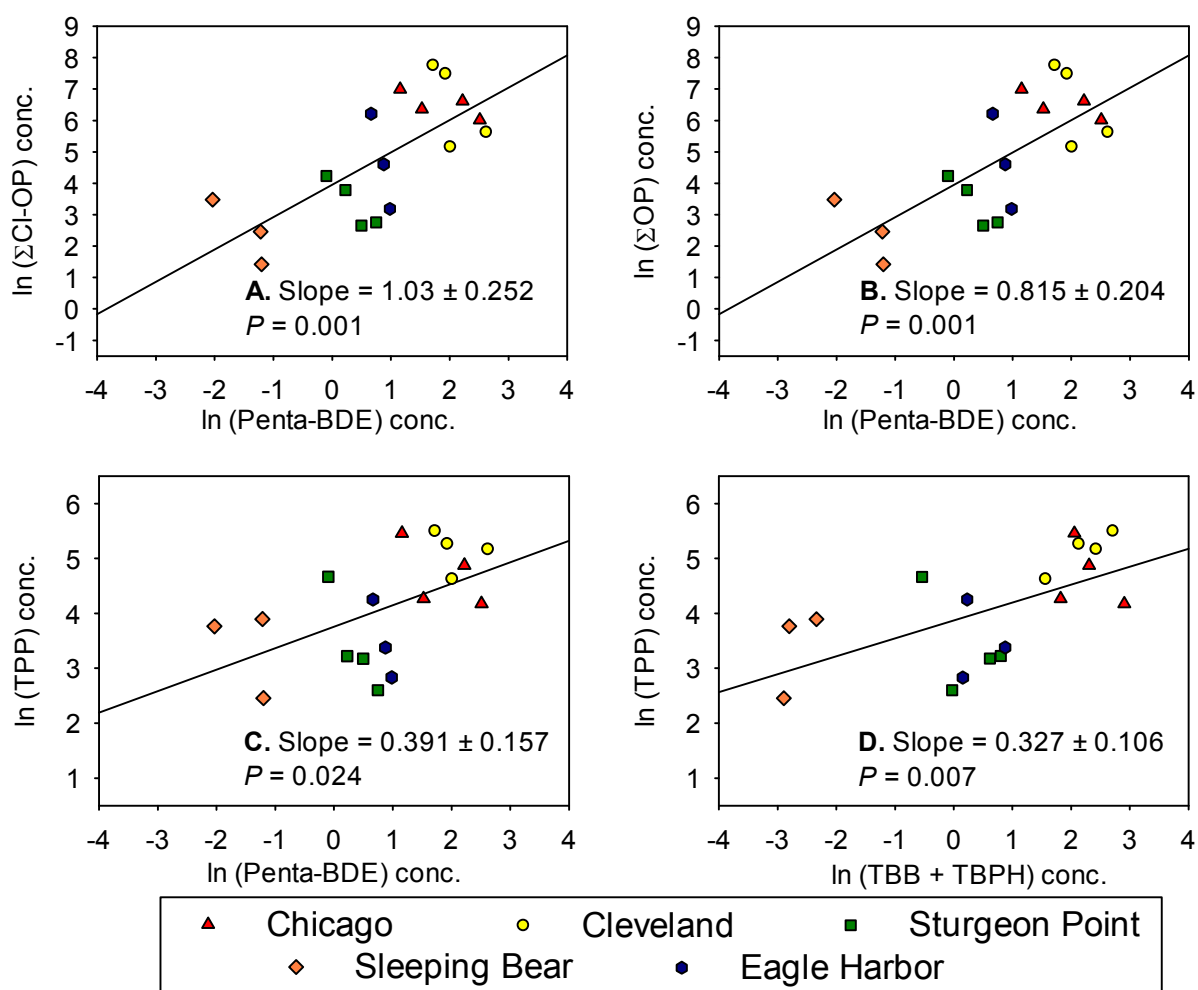 9
8
7
6
5
4
3
2
1
0
-1
ln (ΣCl-OP) conc.
A. Slope = 1.03 ± 0.252
P = 0.001
-4 -3 -2 -1 0 1 2 3 4
ln (Penta-BDE) conc.
9
8
7
6
5
4
3
2
1
0
-1
ln (ΣOP) conc.
B. Slope = 0.815 ± 0.204
P = 0.001
-4 -3 -2 -1 0 1 2 3 4
ln (Penta-BDE) conc.
6
5
4
3
2
1
ln (TPP) conc.
C. Slope = 0.391 ± 0.157
P = 0.024
-4 -3 -2 -1 0 1 2 3 4
ln (Penta-BDE) conc.
6
5
4
3
2
1
ln (TPP) conc.
D. Slope = 0.327 ± 0.106
P = 0.007
-4 -3 -2 -1 0 1 2 3 4
ln (TBB + TBPH) conc.
Chicago Cleveland Sturgeon Point
Sleeping Bear Eagle Harbor